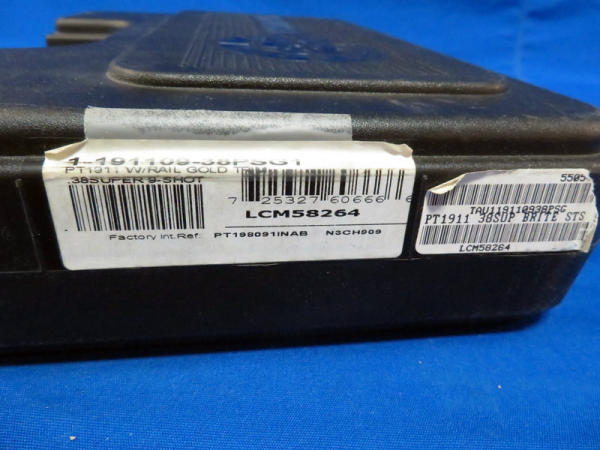 1-191109-38PSG1
PT1911 W/RAIL GOLD
.38SUPER 9-SHOT
7 25327 60666 6
LCM58264
Factory Int.Ref: PT198091INAB N3CH909
5505
TAU119110938PSG
PT1911 38SUP BRITE STS
LCM58264